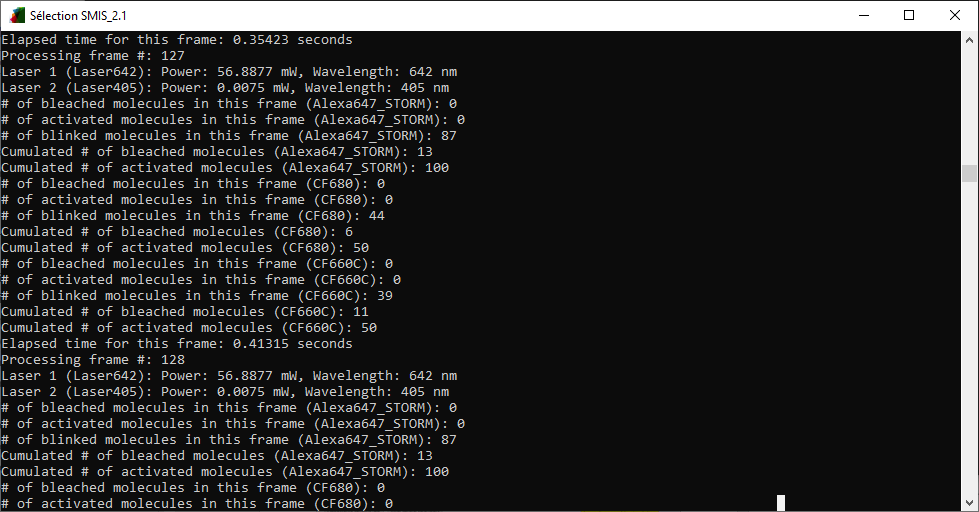 Sélection SMIS_2.1
Elapsed time for this frame: 0.35423 seconds
Processing frame #: 127
Laser 1 (Laser642): Power: 56.8877 mW, Wavelength: 642 nm
Laser 2 (Laser405): Power: 0.0075 mW, Wavelength: 405 nm
# of bleached molecules in this frame (Alexa647_STORM): 0
# of activated molecules in this frame (Alexa647_STORM): 0
# of blinked molecules in this frame (Alexa647_STORM): 87
Cumulated # of bleached molecules (Alexa647_STORM): 13
Cumulated # of activated molecules (Alexa647_STORM): 100
# of bleached molecules in this frame (CF680): 0
# of activated molecules in this frame (CF680): 0
# of blinked molecules in this frame (CF680): 44
Cumulated # of bleached molecules (CF680): 6
Cumulated # of activated molecules (CF680): 50
# of bleached molecules in this frame (CF660C): 0
# of activated molecules in this frame (CF660C): 0
# of blinked molecules in this frame (CF660C): 39
Cumulated # of bleached molecules (CF660C): 11
Cumulated # of activated molecules (CF660C): 50
Elapsed time for this frame: 0.41315 seconds
Processing frame #: 128
Laser 1 (Laser642): Power: 56.8877 mW, Wavelength: 642 nm
Laser 2 (Laser405): Power: 0.0075 mW, Wavelength: 405 nm
# of bleached molecules in this frame (Alexa647_STORM): 0
# of activated molecules in this frame (Alexa647_STORM): 0
# of blinked molecules in this frame (Alexa647_STORM): 87
Cumulated # of bleached molecules (Alexa647_STORM): 13
Cumulated # of activated molecules (Alexa647_STORM): 100
# of bleached molecules in this frame (CF680): 0
# of activated molecules in this frame (CF680): 0